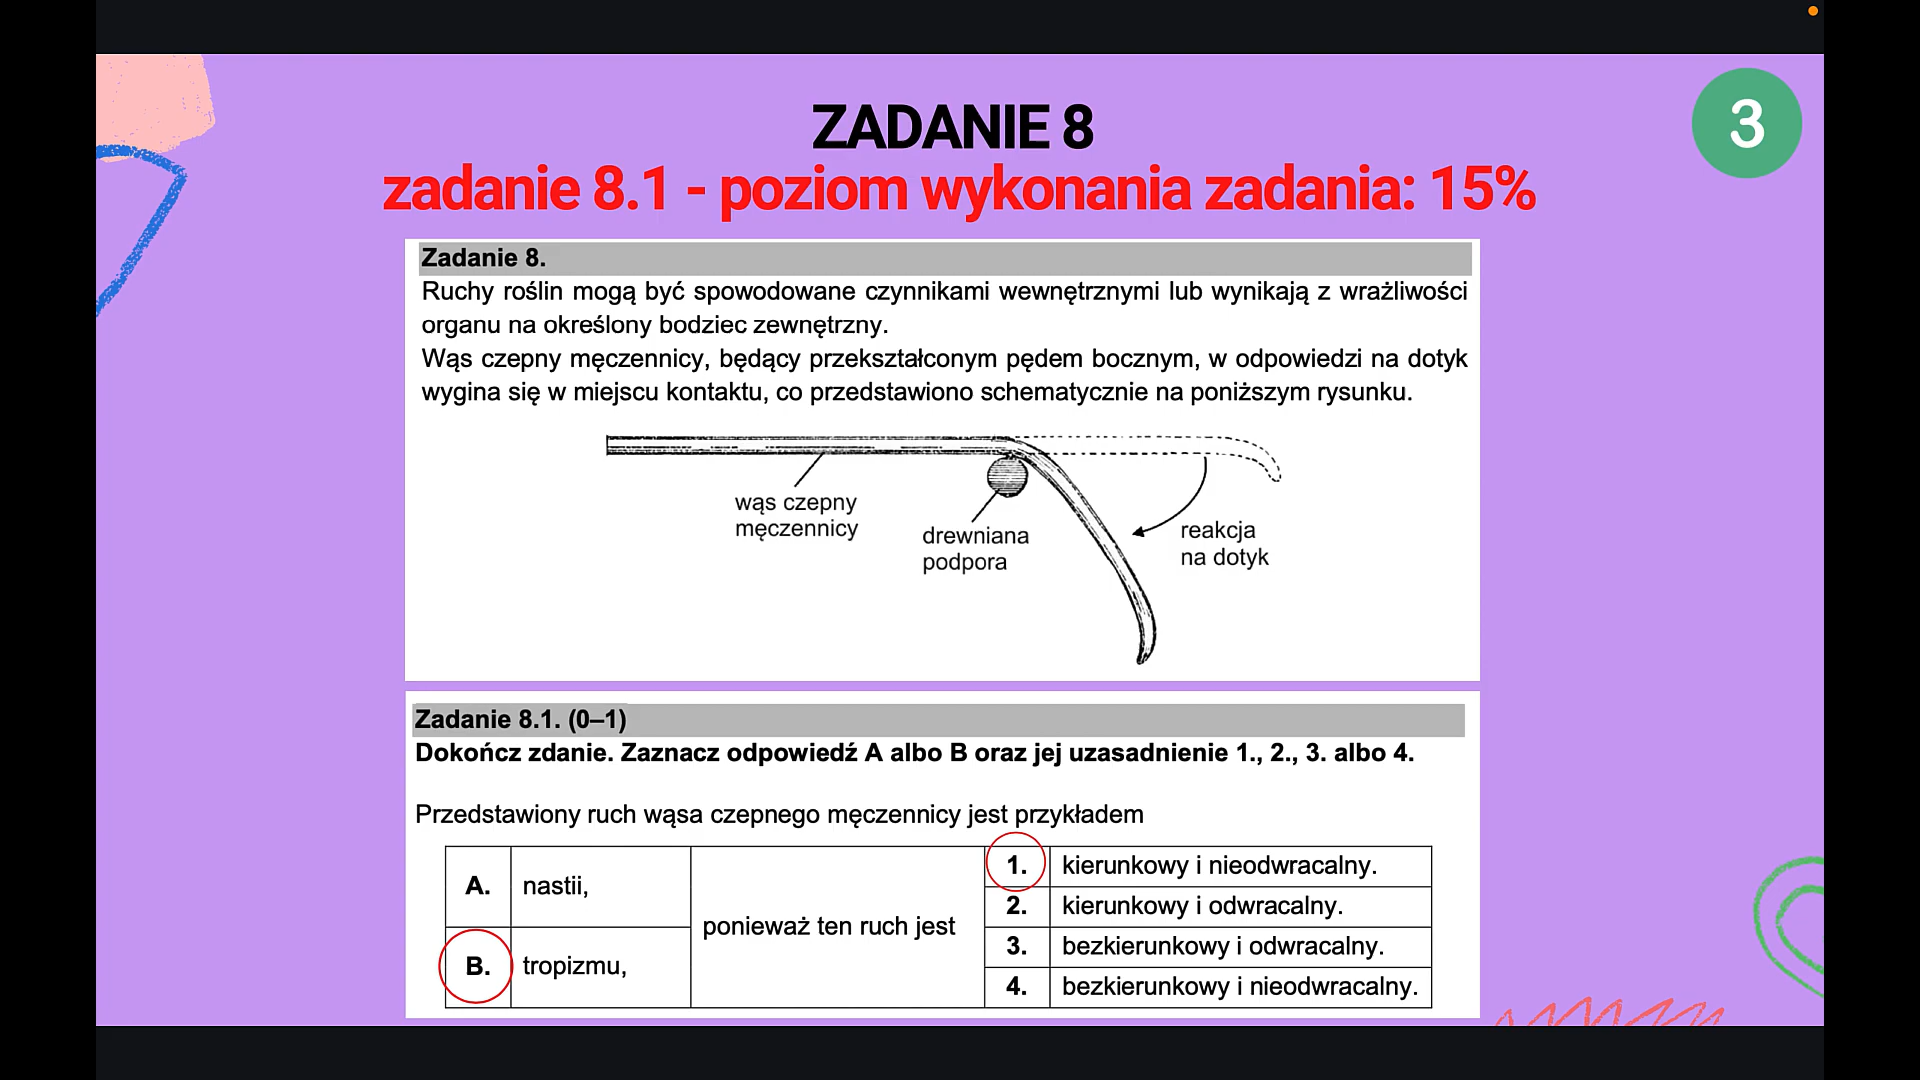 3
ZADANIE 8
zadanie 8.1 - poziom wykonania zadania: 15%
Zadanie 8.
Ruchy roślin mogą być spowodowane czynnikami wewnętrznymi lub wynikają z wrażliwości
organu na określony bodziec zewnętrzny.
Wąs czepny męczennicy, będący przekształconym pędem bocznym, w odpowiedzi na dotyk
wygina się w miejscu kontaktu, co przedstawiono schematycznie na poniższym rysunku.
wąs czepny
męczennicy
drewniana
podpora
reakcja
na dotyk
Zadanie 8.1. (0–1)
Dokończ zdanie. Zaznacz odpowiedź A albo B oraz jej uzasadnienie 1., 2., 3. albo 4.
Przedstawiony ruch wąsa czepnego męczennicy jest przykładem
A. nastii,
B. tropizmu,
ponieważ ten ruch jest
1. kierunkowy i nieodwracalny.
2. kierunkowy i odwracalny.
3. bezkierunkowy i odwracalny.
4. bezkierunkowy i nieodwracalny.